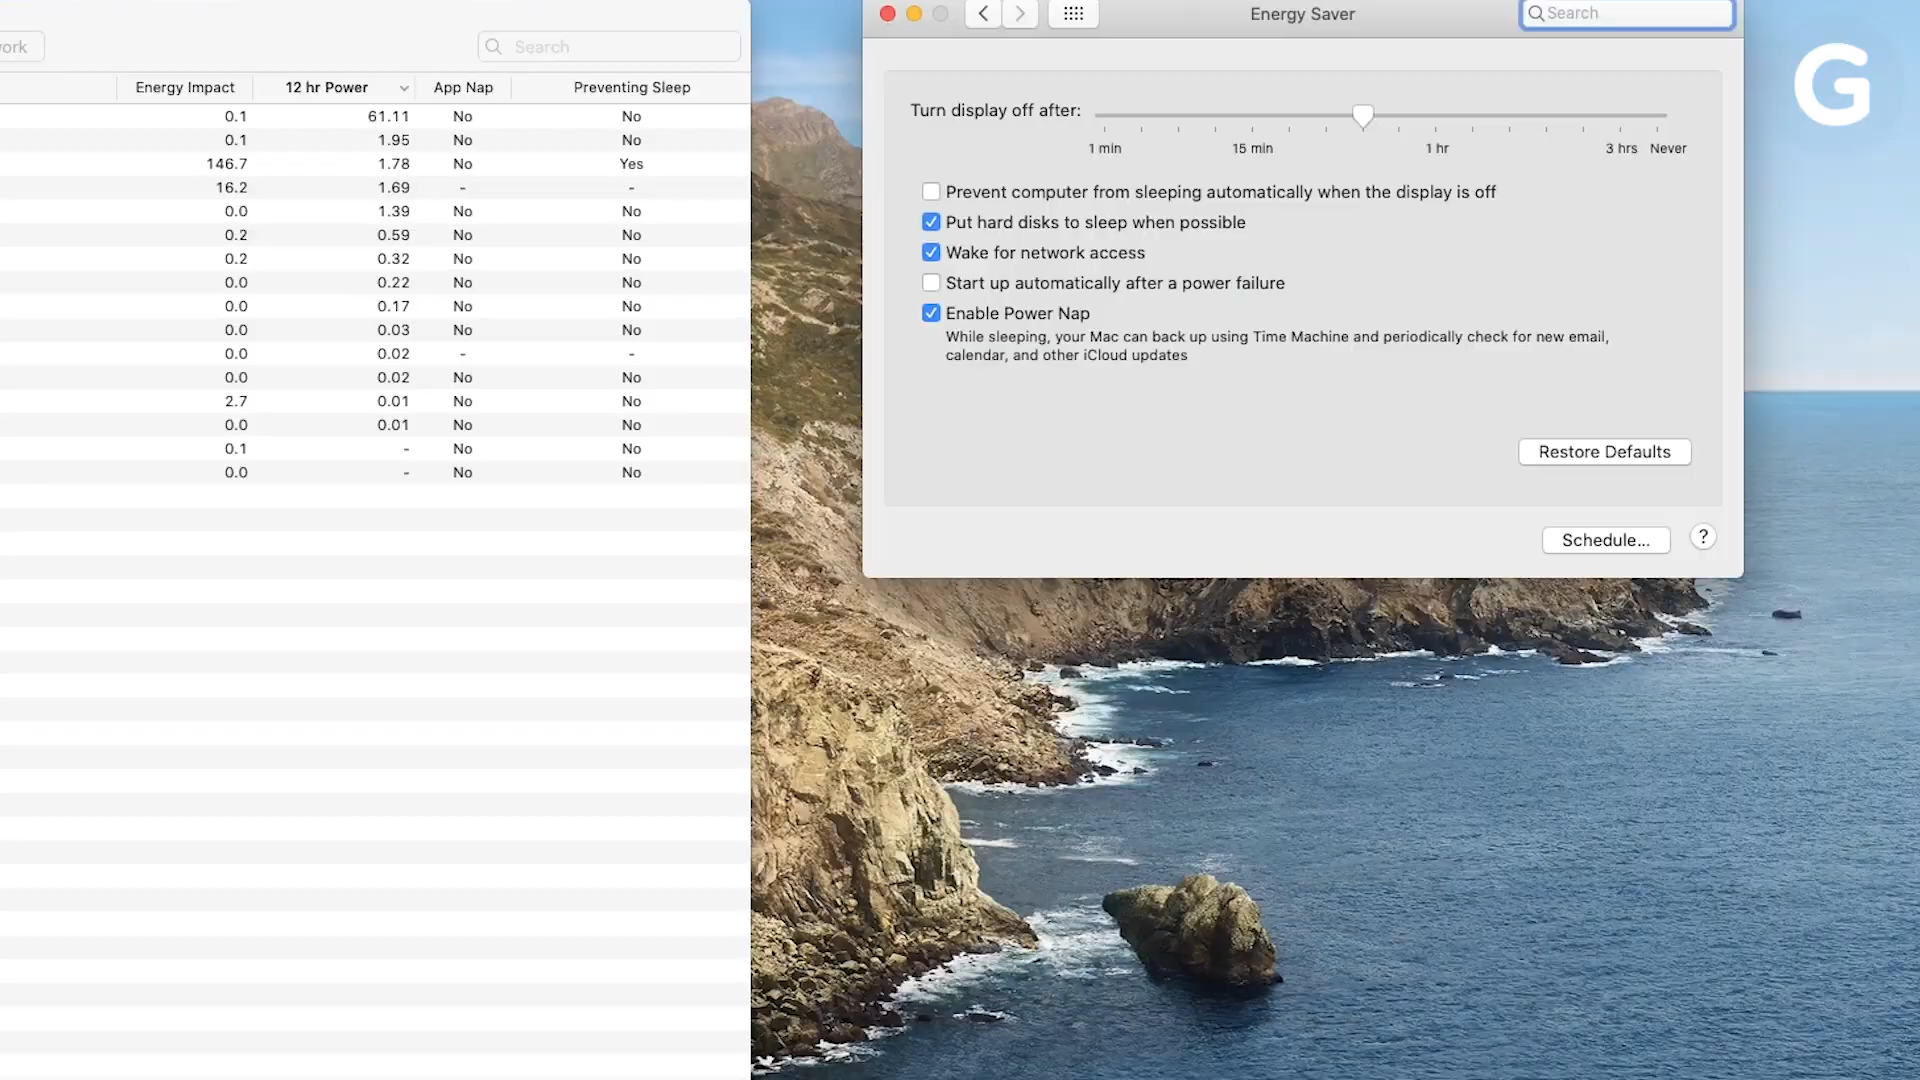 ork
Search
Energy Impact 12 hr Power App Nap Preventing Sleep
0.1 61.11 No No
0.1 1.95 No No
146.7 1.78 No Yes
16.2 1.69 - -
0.0 1.39 No No
0.2 0.59 No No
0.2 0.32 No No
0.0 0.22 No No
0.0 0.17 No No
0.0 0.03 No No
0.0 0.02 - -
0.0 0.02 No No
2.7 0.01 No No
0.0 0.01 No No
0.1 - No No
0.0 - No No
Energy Saver
Search
Turn display off after:
1 min 15 min 1 hr 3 hrs Never
Prevent computer from sleeping automatically when the display is off
Put hard disks to sleep when possible
Wake for network access
Start up automatically after a power failure
Enable Power Nap
While sleeping, your Mac can back up using Time Machine and periodically check for new email,
calendar, and other iCloud updates
Restore Defaults
Schedule...
?
G